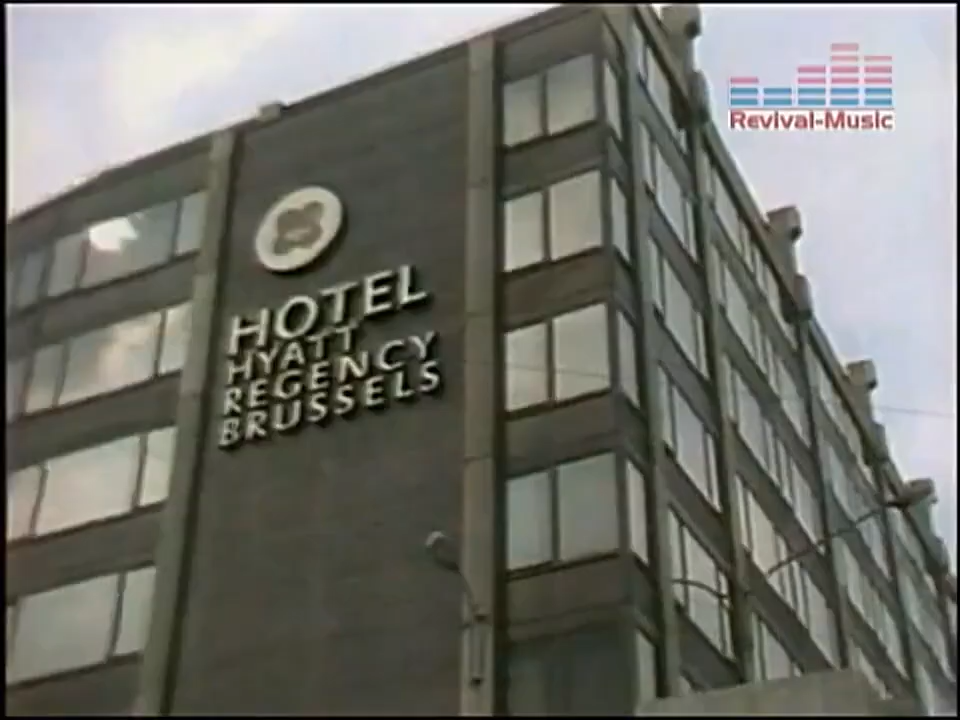 Revival-Music
HOTEL
HYATT
REGENCY
BRUSSELS